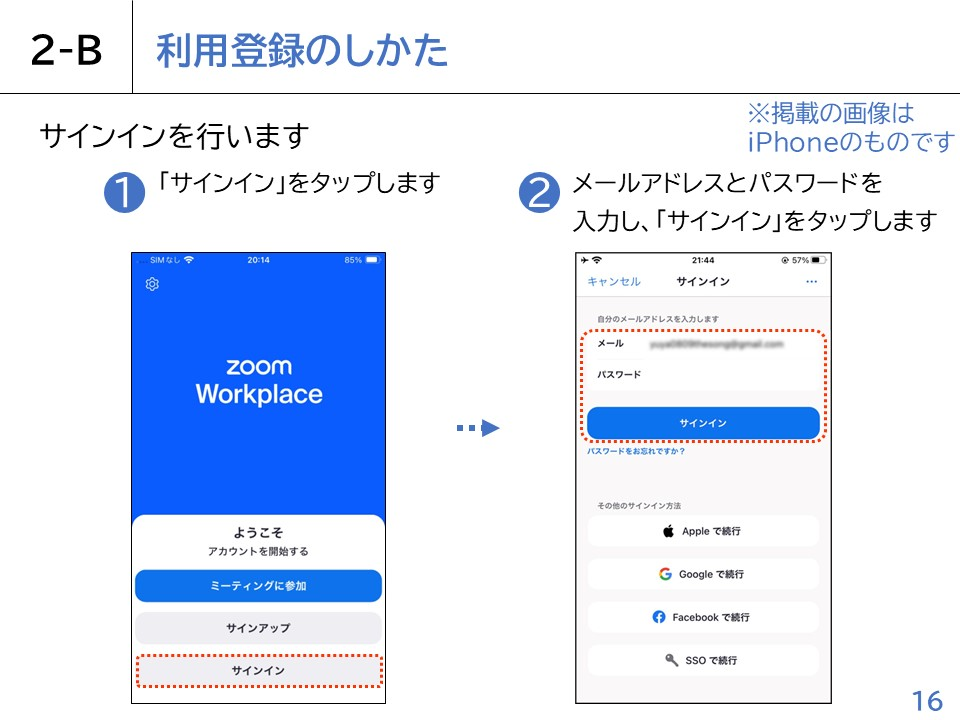 2-B
利用登録のしかた
サインインを行います
※掲載の画像は
iPhoneのものです
1
「サインイン」をタップします
2
メールアドレスとパスワードを
入力し、「サインイン」をタップします
SIMなし 20:14 85%
zoom
Workplace
ようこそ
アカウントを開始する
ミーティングに参加
サインアップ
サインイン
21:44 57%
キャンセル サインイン ...
自分のメールアドレスを入力します
メール
パスワード
サインイン
パスワードをお忘れですか？
その他のサインイン方法
Apple で続行
Google で続行
Facebook で続行
SSO で続行
16